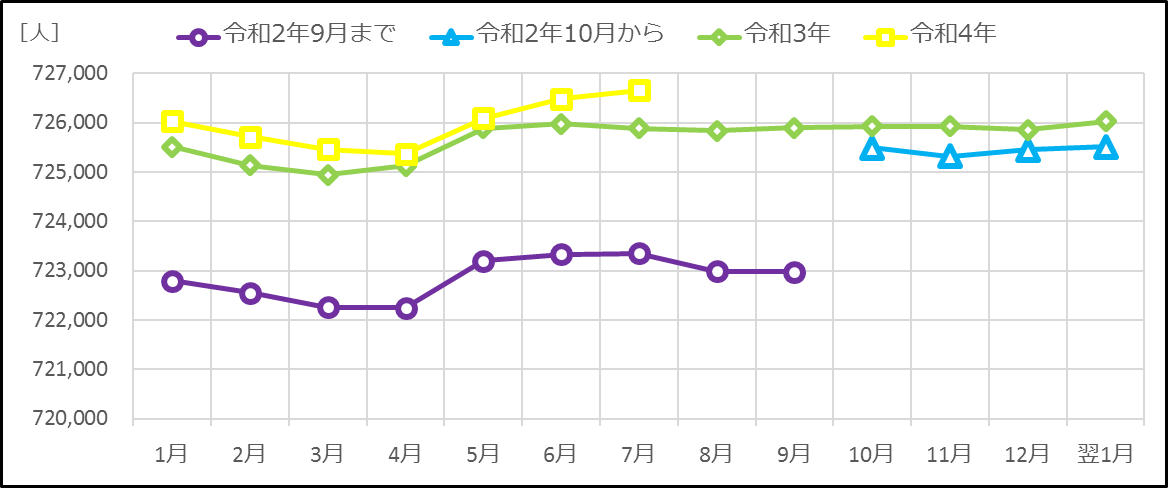 [人]
令和2年9月まで 令和2年10月から 令和3年 令和4年
727,000
726,000
725,000
724,000
723,000
722,000
721,000
720,000
1月 2月 3月 4月 5月 6月 7月 8月 9月 10月 11月 12月 翌1月